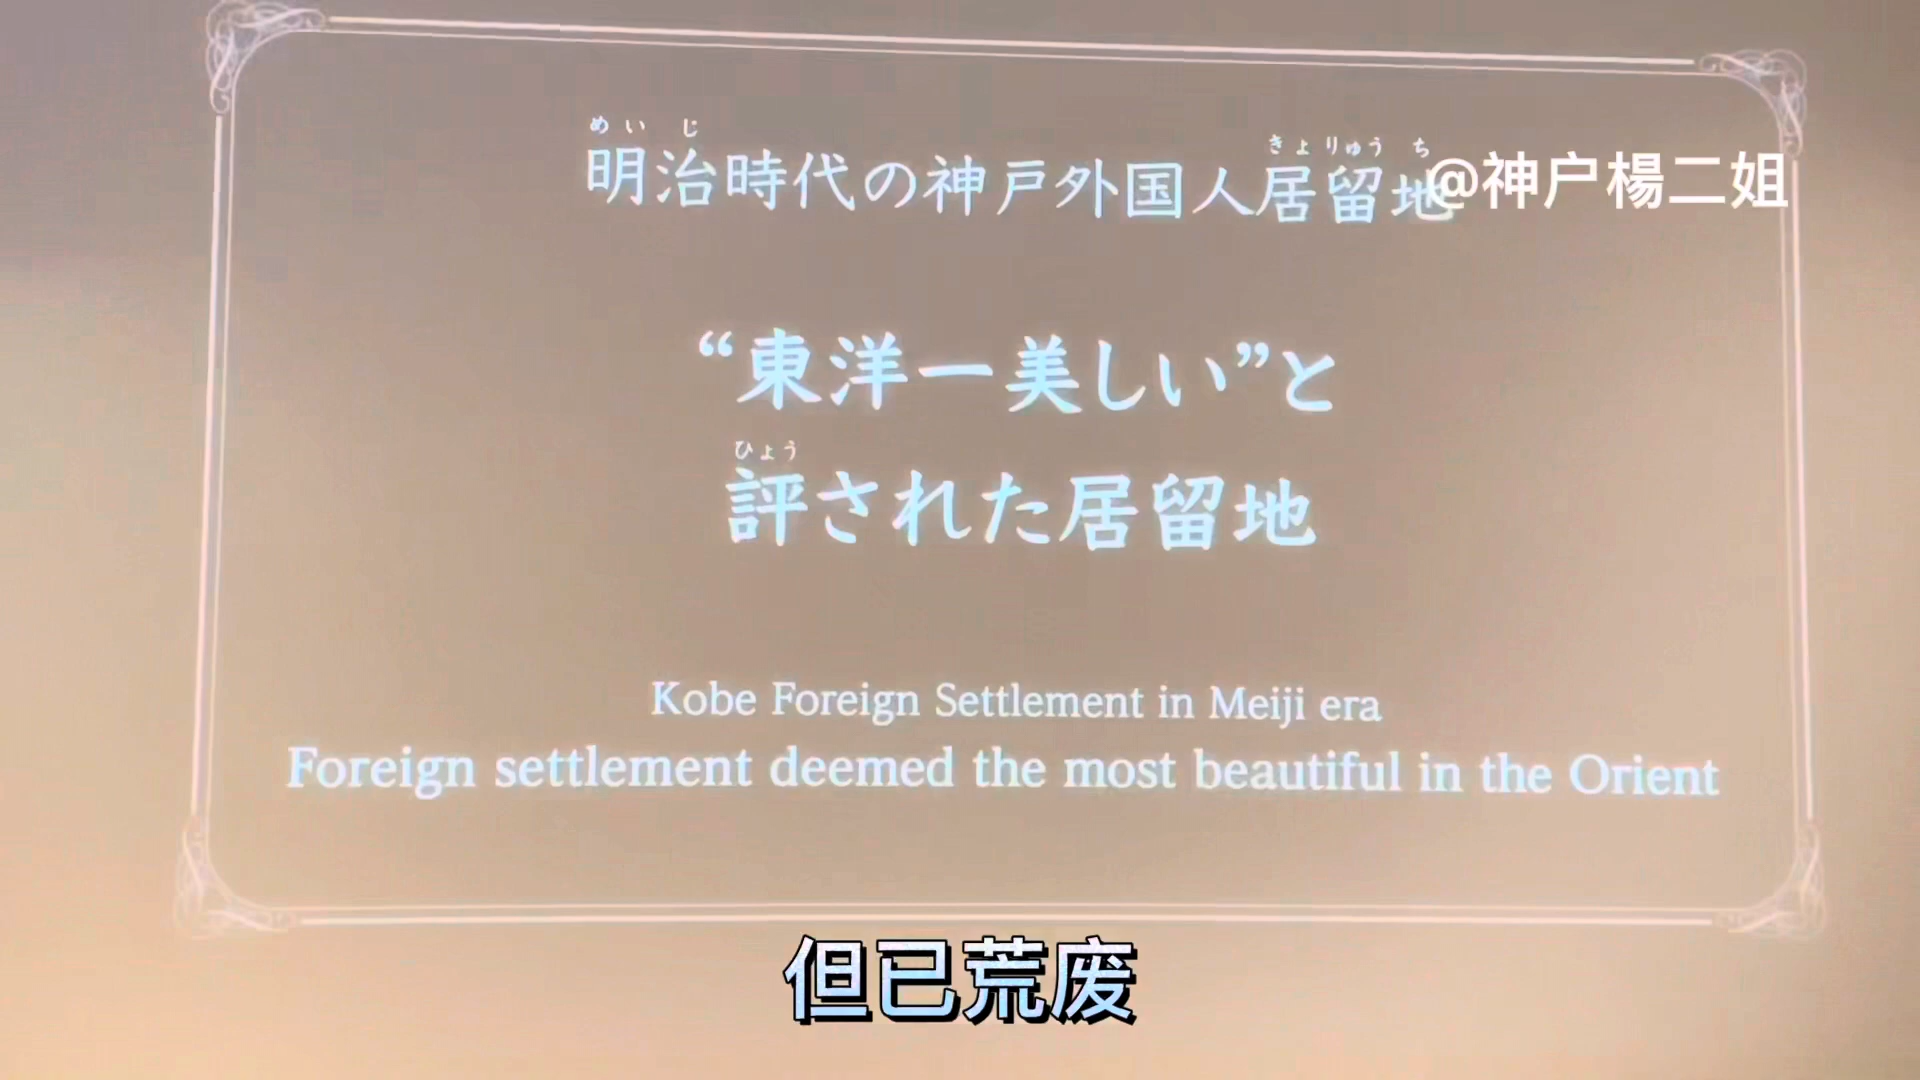 めいじ きょりゅうち
明治時代の神戸外国人居留地
@神户楊二姐
“東洋一美しい”と
ひょう
評された居留地
Kobe Foreign Settlement in Meiji era
Foreign settlement deemed the most beautiful in the Orient
但已荒废